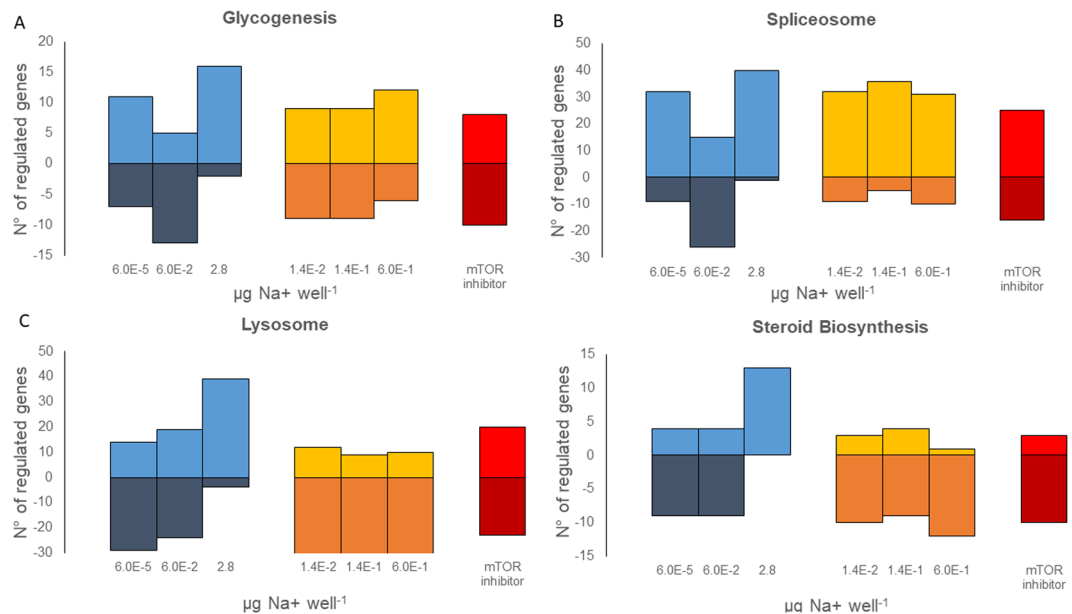 A
Glycogenesis
N° of regulated genes
20
15
10
5
0
-5
-10
-15
6.0E-5
6.0E-2
2.8
1.4E-2
1.4E-1
6.0E-1
mTOR
inhibitor
µg Na+ well-1
B
Spliceosome
N° of regulated genes
50
40
30
20
10
0
-10
-20
-30
6.0E-5
6.0E-2
2.8
1.4E-2
1.4E-1
6.0E-1
mTOR
inhibitor
µg Na+ well-1
C
Lysosome
N° of regulated genes
50
40
30
20
10
0
-10
-20
-30
6.0E-5
6.0E-2
2.8
1.4E-2
1.4E-1
6.0E-1
mTOR
inhibitor
µg Na+ well-1
Steroid Biosynthesis
N° of regulated genes
15
10
5
0
-5
-10
-15
6.0E-5
6.0E-2
2.8
1.4E-2
1.4E-1
6.0E-1
mTOR
inhibitor
µg Na+ well-1